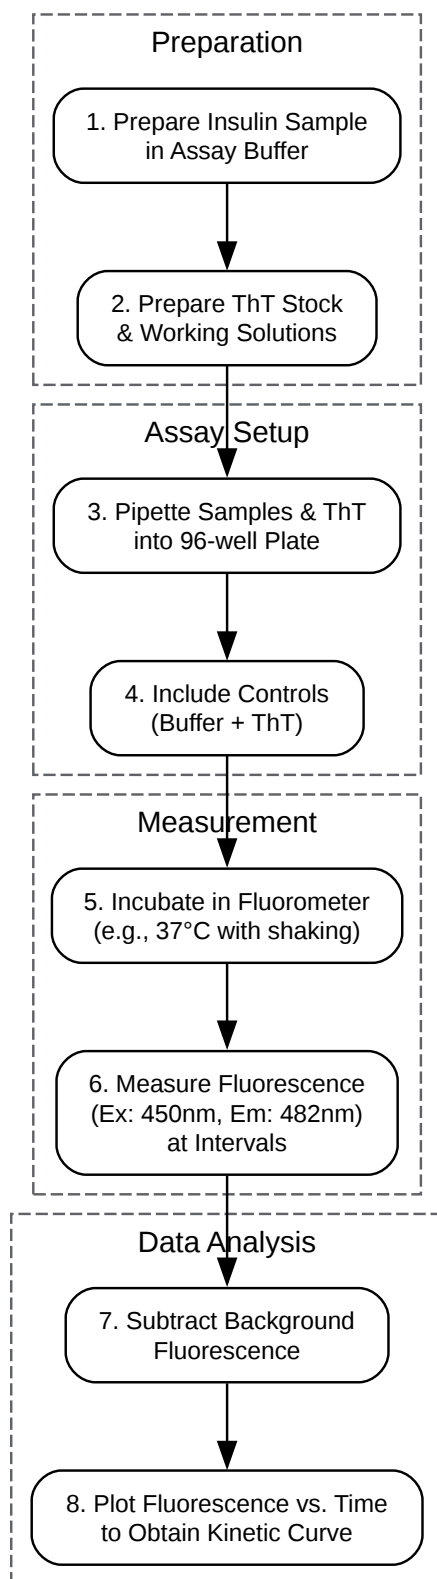 Preparation
1. Prepare Insulin Sample
in Assay Buffer
2. Prepare ThT Stock
& Working Solutions
Assay Setup
3. Pipette Samples & ThT
into 96-well Plate
4. Include Controls
(Buffer + ThT)
Measurement
5. Incubate in Fluorometer
(e.g., 37°C with shaking)
6. Measure Fluorescence
(Ex: 450nm, Em: 482nm)
at Intervals
Data Analysis
7. Subtract Background
Fluorescence
8. Plot Fluorescence vs. Time
to Obtain Kinetic Curve